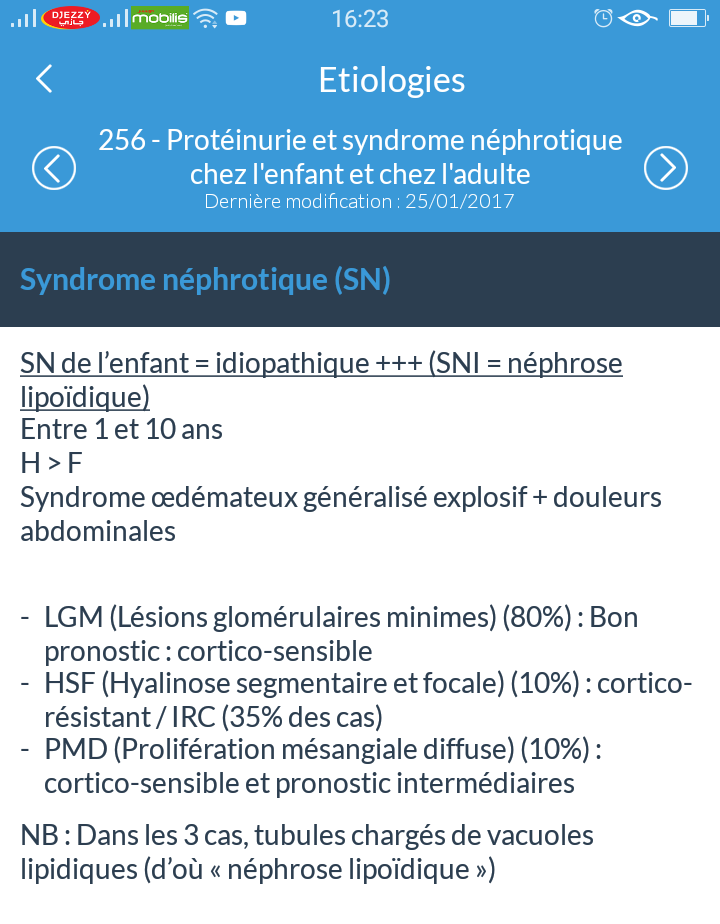 DJEZZY
جازي
mobilis
16:23
Etiologies
256 - Protéinurie et syndrome néphrotique
chez l'enfant et chez l'adulte
Dernière modification : 25/01/2017
Syndrome néphrotique (SN)
SN de l’enfant = idiopathique +++ (SNI = néphrose
lipoïdique)
Entre 1 et 10 ans
H > F
Syndrome œdémateux généralisé explosif + douleurs
abdominales
- LGM (Lésions glomérulaires minimes) (80%) : Bon
pronostic : cortico-sensible
- HSF (Hyalinose segmentaire et focale) (10%) : cortico-
résistant / IRC (35% des cas)
- PMD (Prolifération mésangiale diffuse) (10%) :
cortico-sensible et pronostic intermédiaires
NB : Dans les 3 cas, tubules chargés de vacuoles
lipidiques (d’où « néphrose lipoïdique »)